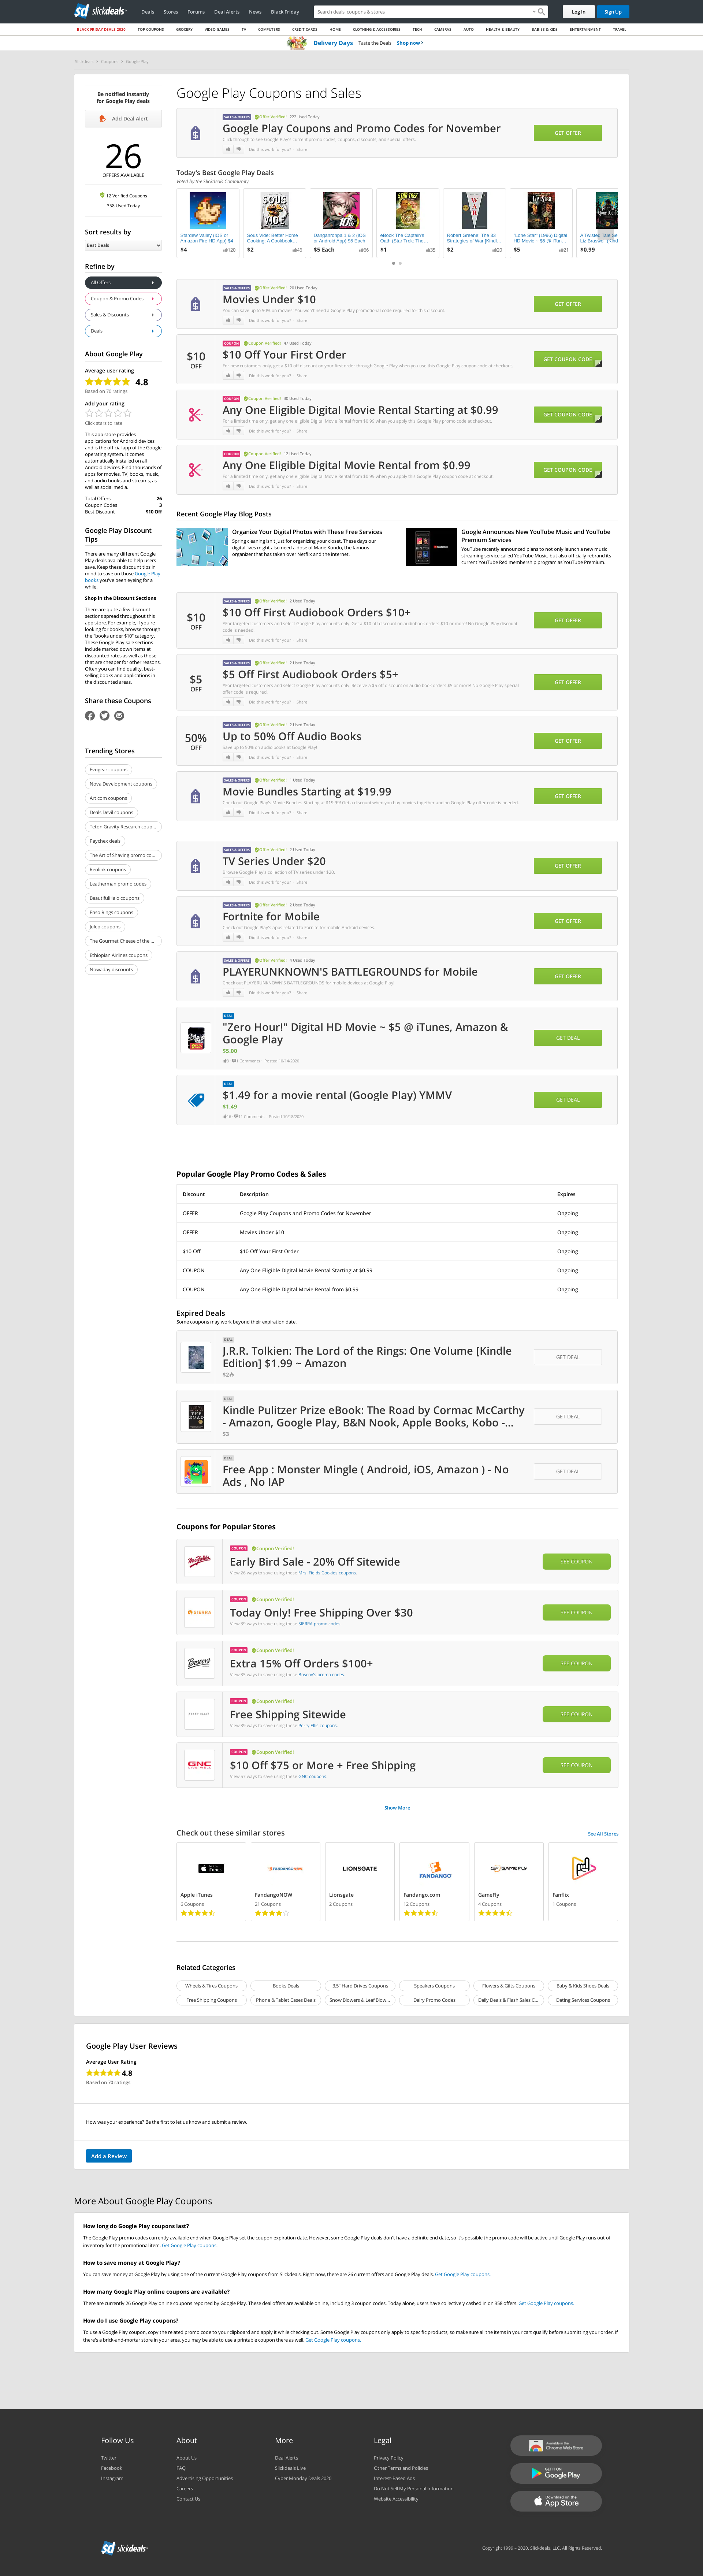 slickdeals
Deals Stores Forums Deal Alerts News Black Friday
Search deals, coupons & stores
Log In
Sign Up
BLACK FRIDAY DEALS 2020 TOP COUPONS GROCERY VIDEO GAMES TV COMPUTERS CREDIT CARDS HOME CLOTHING & ACCESSORIES TECH CAMERAS AUTO HEALTH & BEAUTY BABIES & KIDS ENTERTAINMENT TRAVEL
Delivery Days Taste the Deals Shop now ›
Slickdeals > Coupons > Google Play
Be notified instantly
for Google Play deals
Add Deal Alert
26
OFFERS AVAILABLE
12 Verified Coupons
358 Used Today
Sort results by
Best Deals
Refine by
All Offers
Coupon & Promo Codes
Sales & Discounts
Deals
About Google Play
Average user rating
4.8
Based on 70 ratings
Add your rating
Click stars to rate
This app store provides
applications for Android devices
and is the official app of the Google
operating system. It comes
automatically installed on all
Android devices. Find thousands of
apps for movies, TV, books, music,
and audio books and streams, as
well as social media.
Total Offers 26
Coupon Codes 3
Best Discount $10 Off
Google Play Discount
Tips
There are many different Google
Play deals available to help users
save. Keep these discount tips in
mind to save on those Google Play
books you've been eyeing for a
while.
Shop in the Discount Sections
There are quite a few discount
sections spread throughout this
app store. For example, if you're
looking for books, browse through
the "books under $10" category.
These Google Play sale sections
include marked down items at
discounted rates as well as those
that are cheaper for other reasons.
Often you can find quality, best-
selling books and applications in
the discounted areas.
Share these Coupons
Trending Stores
Evogear coupons
Nova Development coupons
Art.com coupons
Deals Devil coupons
Teton Gravity Research coup...
Paychex deals
The Art of Shaving promo co...
Reolink coupons
Leatherman promo codes
BeautifulHalo coupons
Enso Rings coupons
Julep coupons
The Gourmet Cheese of the ...
Ethiopian Airlines coupons
Nowaday discounts
Google Play Coupons and Sales
SALES & OFFERS Offer Verified! 222 Used Today
Google Play Coupons and Promo Codes for November
Click through to see Google Play's current promo codes, coupons, discounts, and special offers.
Did this work for you? Share
GET OFFER
Today's Best Google Play Deals
Voted by the Slickdeals Community
Stardew Valley (iOS or
Amazon Fire HD App) $4
$4 120
Sous Vide: Better Home
Cooking: A Cookbook...
$2 46
Danganronpa 1 & 2 (iOS
or Android App) $5 Each
$5 Each 66
eBook The Captain's
Oath (Star Trek: The...
$1 35
Robert Greene: The 33
Strategies of War [Kindl...
$2 20
"Lone Star" (1996) Digital
HD Movie ~ $5 @ iTun...
$5 21
A Twisted Tale Se
Liz Braswell [Kind
$0.99
SALES & OFFERS Offer Verified! 20 Used Today
Movies Under $10
You can save up to 80% on movies! You won't need a Google Play promotional code required for this discount.
Did this work for you? Share
GET OFFER
$10
OFF
COUPON Coupon Verified! 47 Used Today
$10 Off Your First Order
For new customers only, get a $10 off discount on your first order through Google Play when you use this Google Play coupon code at checkout.
Did this work for you? Share
GET COUPON CODE
COUPON Coupon Verified! 30 Used Today
Any One Eligible Digital Movie Rental Starting at $0.99
For a limited time only, get any one eligible Digital Movie Rental from $0.99 when you apply this Google Play promo code at checkout.
Did this work for you? Share
GET COUPON CODE
COUPON Coupon Verified! 12 Used Today
Any One Eligible Digital Movie Rental from $0.99
For a limited time only, get any one eligible Digital Movie Rental from $0.99 when you apply this Google Play coupon code at checkout.
Did this work for you? Share
GET COUPON CODE
Recent Google Play Blog Posts
Organize Your Digital Photos with These Free Services
Spring cleaning isn't just for organizing your closet. These days our
digital lives might also need a dose of Marie Kondo, the famous
organizer that has taken over Netflix and the internet.
Google Announces New YouTube Music and YouTube
Premium Services
YouTube recently announced plans to not only launch a new music
streaming service called YouTube Music, but also officially rebrand its
current YouTube Red membership program as YouTube Premium.
$10
OFF
SALES & OFFERS Offer Verified! 2 Used Today
$10 Off First Audiobook Orders $10+
*For targeted customers and select Google Play accounts only. Get a $10 off discount on audiobook orders $10 or more! No Google Play discount
code is needed.
Did this work for you? Share
GET OFFER
$5
OFF
SALES & OFFERS Offer Verified! 2 Used Today
$5 Off First Audiobook Orders $5+
*For targeted customers and select Google Play accounts only. Receive a $5 off discount on audio book orders $5 or more! No Google Play special
offer code is required.
Did this work for you? Share
GET OFFER
50%
OFF
SALES & OFFERS Offer Verified! 2 Used Today
Up to 50% Off Audio Books
Save up to 50% on audio books at Google Play!
Did this work for you? Share
GET OFFER
SALES & OFFERS Offer Verified! 1 Used Today
Movie Bundles Starting at $19.99
Check out Google Play's Movie Bundles Starting at $19.99! Get a discount when you buy movies together, and no Google Play offer code is needed.
Did this work for you? Share
GET OFFER
SALES & OFFERS Offer Verified! 2 Used Today
TV Series Under $20
Browse Google Play's collection of TV series under $20.
Did this work for you? Share
GET OFFER
SALES & OFFERS Offer Verified! 2 Used Today
Fortnite for Mobile
Check out Google Play's apps related to Fornite for mobile Android devices.
Did this work for you? Share
GET OFFER
SALES & OFFERS Offer Verified! 4 Used Today
PLAYERUNKNOWN'S BATTLEGROUNDS for Mobile
Check out PLAYERUNKNOWN'S BATTLEGROUNDS for mobile devices at Google Play!
Did this work for you? Share
GET OFFER
DEAL
"Zero Hour!" Digital HD Movie ~ $5 @ iTunes, Amazon &
Google Play
$5.00
Comments · Posted 10/14/2020
GET DEAL
DEAL
$1.49 for a movie rental (Google Play) YMMV
$1.49
Comments · Posted 10/18/2020
GET DEAL
Popular Google Play Promo Codes & Sales
Discount Description Expires
OFFER Google Play Coupons and Promo Codes for November Ongoing
OFFER Movies Under $10 Ongoing
$10 Off $10 Off Your First Order Ongoing
COUPON Any One Eligible Digital Movie Rental Starting at $0.99 Ongoing
COUPON Any One Eligible Digital Movie Rental from $0.99 Ongoing
Expired Deals
Some coupons may work beyond their expiration date.
DEAL
J.R.R. Tolkien: The Lord of the Rings: One Volume [Kindle
Edition] $1.99 ~ Amazon
GET DEAL
DEAL
Kindle Pulitzer Prize eBook: The Road by Cormac McCarthy
- Amazon, Google Play, B&N Nook, Apple Books, Kobo -...
$3
GET DEAL
DEAL
Free App : Monster Mingle ( Android, iOS, Amazon ) - No
Ads , No IAP
GET DEAL
Coupons for Popular Stores
COUPON Coupon Verified!
Early Bird Sale - 20% Off Sitewide
View 20 ways to save using these Mrs. Fields Cookies coupons.
SEE COUPON
SIERRA
COUPON Coupon Verified!
Today Only! Free Shipping Over $30
View 39 ways to save using these SIERRA promo codes.
SEE COUPON
Boscov's
COUPON Coupon Verified!
Extra 15% Off Orders $100+
View 35 ways to save using these Boscov's promo codes.
SEE COUPON
PERRY ELLIS
COUPON Coupon Verified!
Free Shipping Sitewide
View 39 ways to save using these Perry Ellis coupons.
SEE COUPON
GNC
LIVE WELL
COUPON Coupon Verified!
$10 Off $75 or More + Free Shipping
View 57 ways to save using these GNC coupons.
SEE COUPON
Show More
Check out these similar stores
See All Stores
iTunes
Apple iTunes
6 Coupons
FANDANGONOW
FandangoNOW
21 Coupons
LIONSGATE
Lionsgate
2 Coupons
FANDANGO
Fandango.com
12 Coupons
GAMEFLY
GameFly
4 Coupons
Fanflix
1 Coupons
Related Categories
Wheels & Tires Coupons Books Deals 3.5" Hard Drives Coupons Speakers Coupons Flowers & Gifts Coupons Baby & Kids Shoes Deals
Free Shipping Coupons Phone & Tablet Cases Deals Snow Blowers & Leaf Blow... Dairy Promo Codes Daily Deals & Flash Sales C... Dating Services Coupons
Google Play User Reviews
Average User Rating
4.8
Based on 70 ratings
How was your experience? Be the first to let us know and submit a review.
Add a Review
More About Google Play Coupons
How long do Google Play coupons last?
The Google Play promo codes currently available end when Google Play set the coupon expiration date. However, some Google Play deals don't have a definite end date, so it's possible the promo code will be active until Google Play runs out of
inventory for the promotional item. Get Google Play coupons.
How to save money at Google Play?
You can save money at Google Play by using one of the current Google Play coupons from Slickdeals. Right now, there are 26 current offers and Google Play deals. Get Google Play coupons.
How many Google Play online coupons are available?
There are currently 26 Google Play online coupons reported by Google Play. These deal offers are available online, including 3 coupon codes. Today alone, users have collectively cashed in on 358 offers. Get Google Play coupons.
How do I use Google Play coupons?
To use a Google Play coupon, copy the related promo code to your clipboard and apply it while checking out. Some Google Play coupons only apply to specific products, so make sure all the items in your cart qualify before submitting your order. If
there's a brick-and-mortar store in your area, you may be able to use a printable coupon there as well. Get Google Play coupons.
Follow Us
Twitter
Facebook
Instagram
About
About Us
FAQ
Advertising Opportunities
Careers
Contact Us
More
Deal Alerts
Slickdeals Live
Cyber Monday Deals 2020
Legal
Privacy Policy
Other Terms and Policies
Interest-Based Ads
Do Not Sell My Personal Information
Website Accessibility
Available in the
Chrome Web Store
GET IT ON
Google Play
Download on the
App Store
slickdeals
Copyright 1999 – 2020. Slickdeals, LLC. All Rights Reserved.